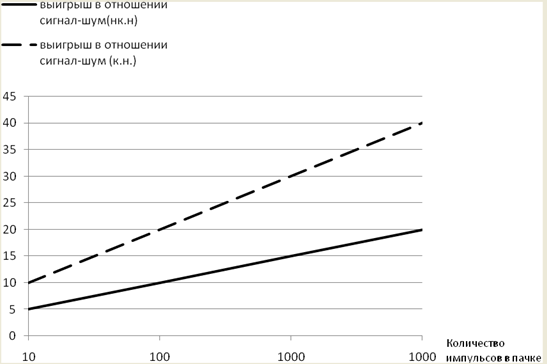 выигрыш в отношении
сигнал-шум(нк.н)
выигрыш в отношении
сигнал-шум (к.н.)
45
40
35
30
25
20
15
10
5
0
10 100 1000 1000
Количество
импульсов в пачке